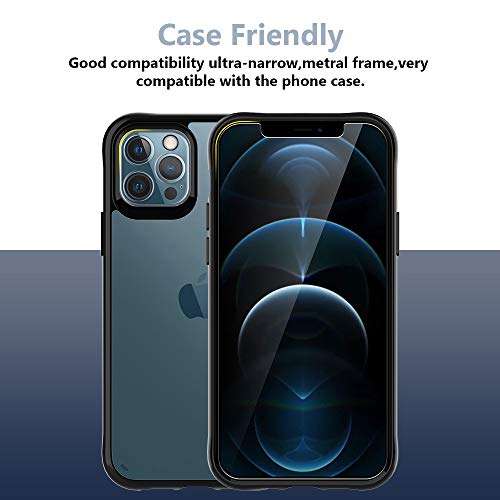 Case Friendly
Good compatibility ultra-narrow,metral frame,very
compatible with the phone case.